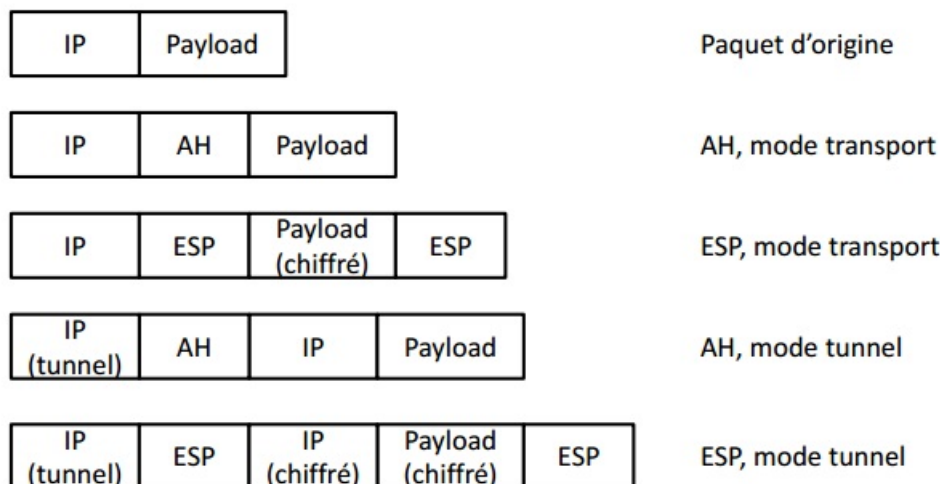 IP Payload Paquet d’origine
IP AH Payload AH, mode transport
IP ESP Payload (chiffré) ESP ESP, mode transport
IP (tunnel) AH IP Payload AH, mode tunnel
IP (tunnel) ESP IP (chiffré) Payload (chiffré) ESP ESP, mode tunnel